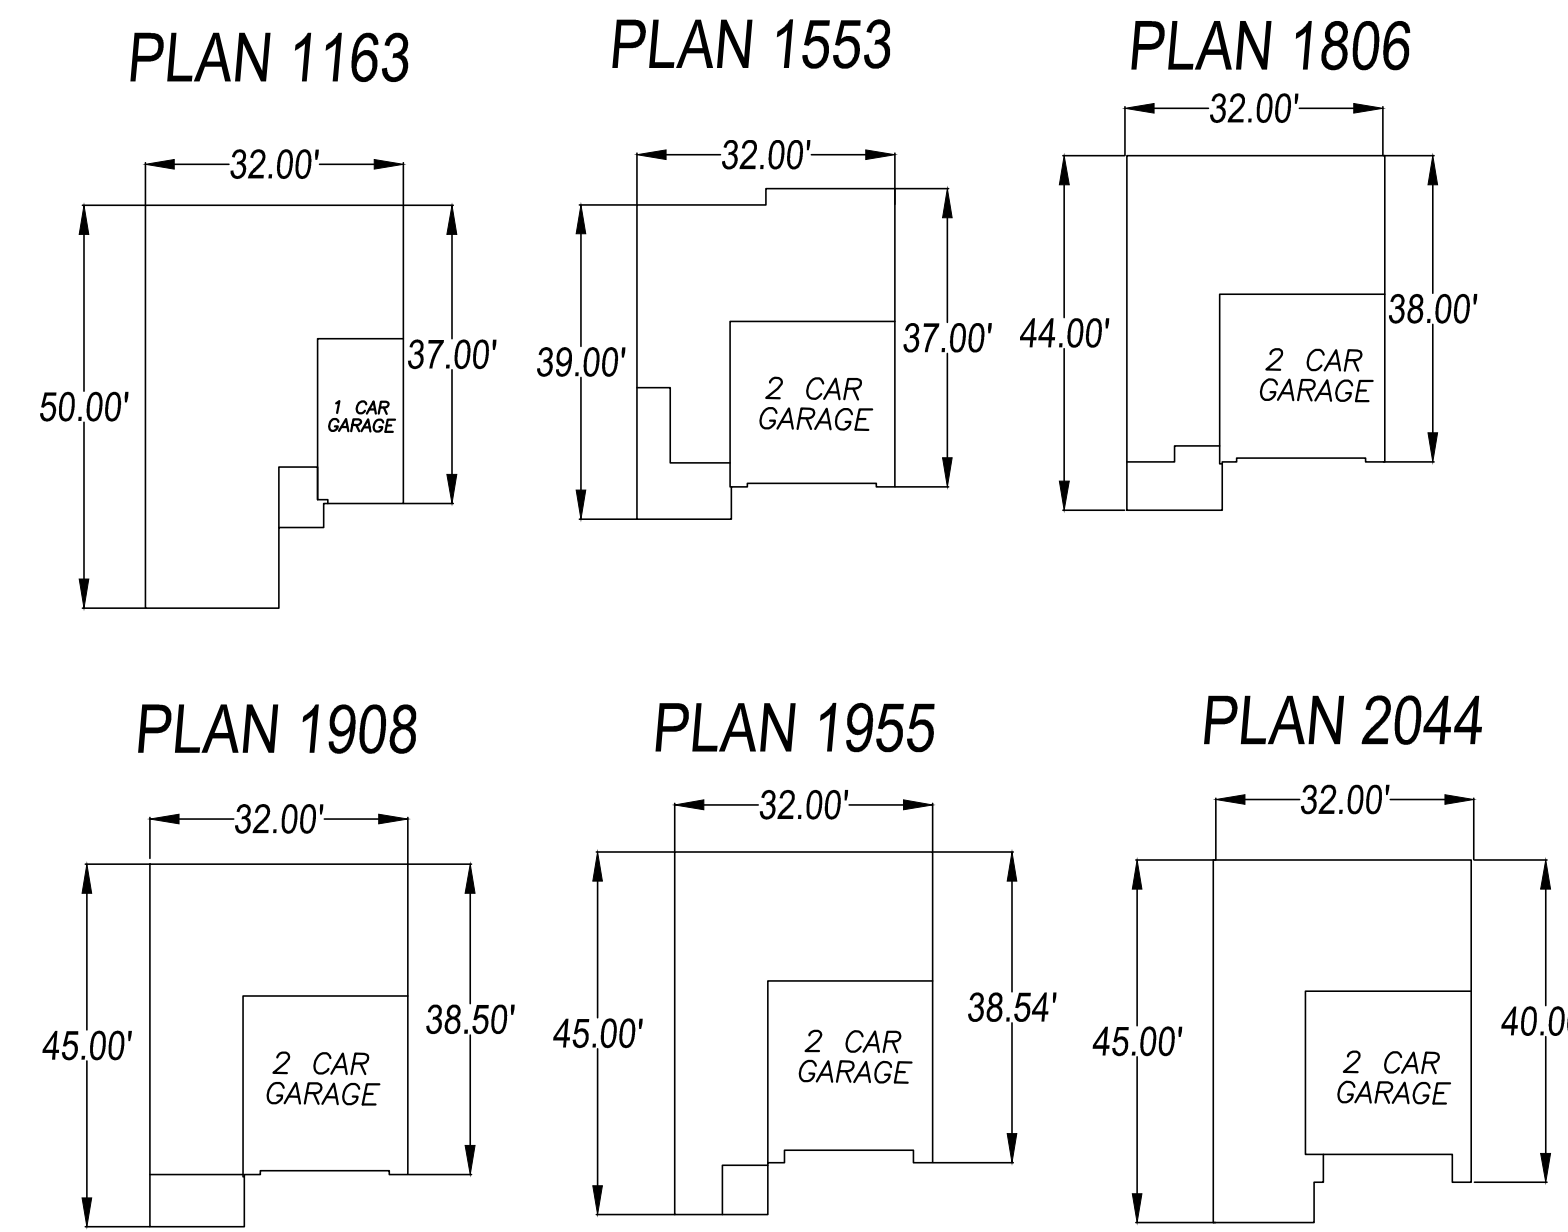 PLAN 1163
32.00'
50.00'
37.00'
1 CAR
GARAGE
PLAN 1553
32.00'
39.00'
37.00'
2 CAR
GARAGE
PLAN 1806
32.00'
44.00'
38.00'
2 CAR
GARAGE
PLAN 1908
32.00'
45.00'
38.50'
2 CAR
GARAGE
PLAN 1955
32.00'
45.00'
38.54'
2 CAR
GARAGE
PLAN 2044
32.00'
45.00'
2 CAR
GARAGE